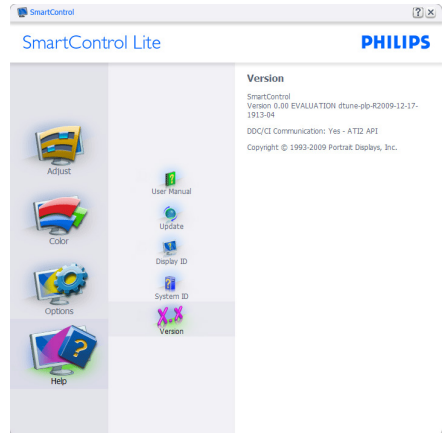 SmartControl
SmartControl Lite
PHILIPS
Adjust
Color
Options
Help
User Manual
Update
Display ID
System ID
X.X
Version
Version
SmartControl
Version 0.00 EVALUATION dtune-plp-R2009-12-17-
1913-04
DDC/CI Communication: Yes - ATI2 API
Copyright © 1993-2009 Portrait Displays, Inc.